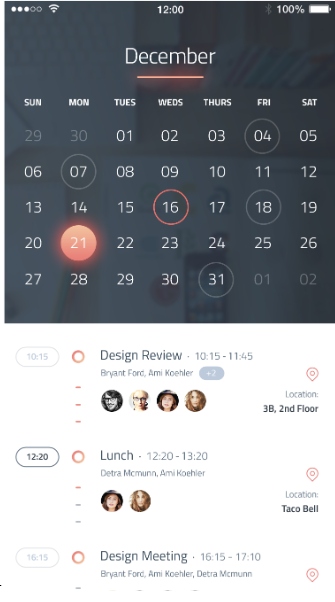 12:00 100%
December
SUN MON TUES WEDS THURS FRI SAT
29 30 01 02 03 04 05
06 07 08 09 10 11 12
13 14 15 16 17 18 19
20 21 22 23 24 25 26
27 28 29 30 31 01 02
10:15 Design Review · 10:15 - 11:45
Bryant Ford, Ami Koehler +2
Location:
3B, 2nd Floor
12:20 Lunch · 12:20 - 13:20
Detra Mcmunn, Ami Koehler
Location:
Taco Bell
16:15 Design Meeting · 16:15 - 17:10
Bryant Ford, Ami Koehler, Detra Mcmunn
Location: